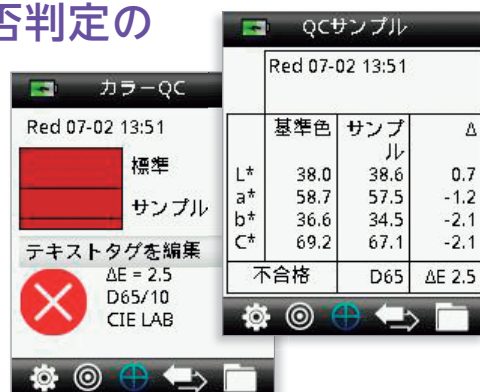 否判定の
カラーQC
Red 07-02 13:51
標準
サンプル
テキストタグを編集
ΔE = 2.5
D65/10
CIE LAB
QCサンプル
Red 07-02 13:51
基準色 サンプル Δ
L* 38.0 38.6 0.7
a* 58.7 57.5 -1.2
b* 36.6 34.5 -2.1
C* 69.2 67.1 -2.1
不合格 D65 ΔE 2.5